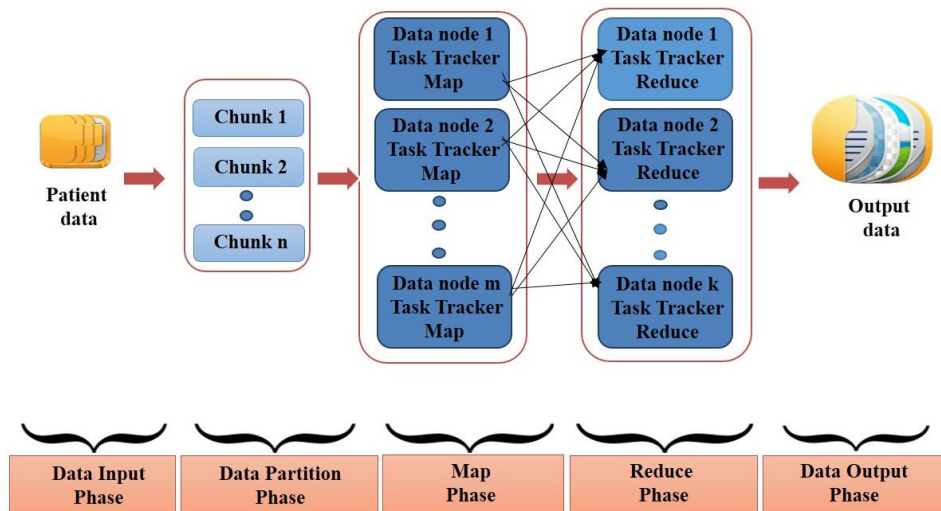 Patient
data
Chunk 1
Chunk 2
Chunk n
Data node 1
Task Tracker
Map
Data node 2
Task Tracker
Map
Data node m
Task Tracker
Map
Data node 1
Task Tracker
Reduce
Data node 2
Task Tracker
Reduce
Data node k
Task Tracker
Reduce
Output
data
Data Input
Phase
Data Partition
Phase
Map
Phase
Reduce
Phase
Data Output
Phase